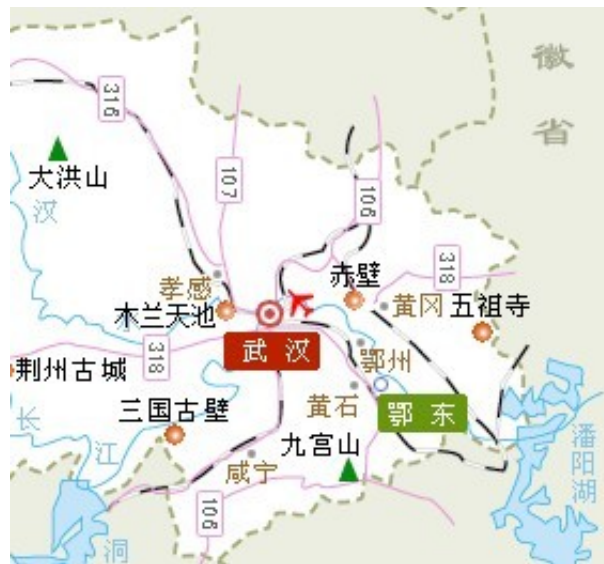 徽
省
316
大洪山
107
汉
106
孝感
赤壁
318
木兰天池
黄冈
五祖寺
武汉
318
鄂州
荆州古城
黄石
鄂东
三国古壁
长
江
九宫山
潘阳湖
咸宁
106
洞